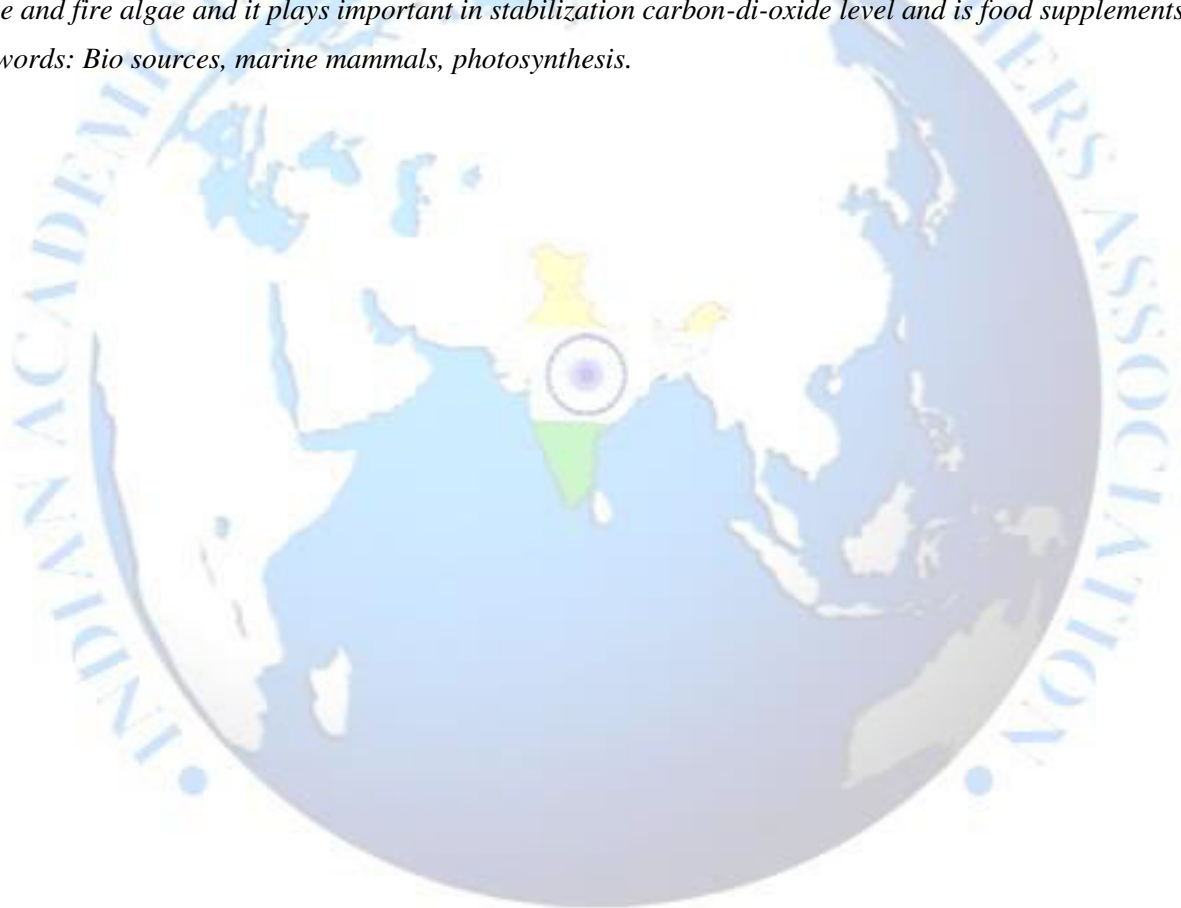 e and fire algae and it plays important in stabilization carbon-di-oxide level and is food supplements
words: Bio sources, marine mammals, photosynthesis.
INDIAN ACADEMIC
HERS ASSOCIATION